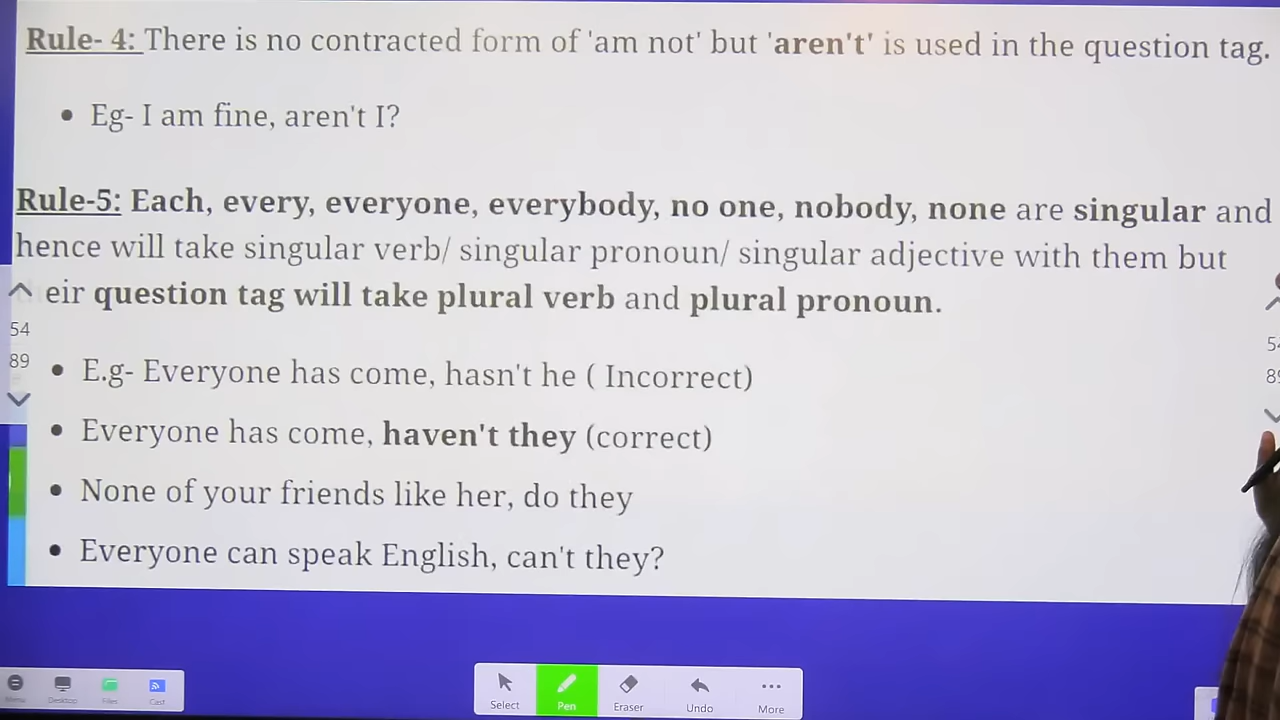 Rule- 4: There is no contracted form of 'am not' but 'aren't' is used in the question tag.
• Eg- I am fine, aren't I?
Rule-5: Each, every, everyone, everybody, no one, nobody, none are singular and
hence will take singular verb/ singular pronoun/ singular adjective with them but
eir question tag will take plural verb and plural pronoun.
54
89
• E.g- Everyone has come, hasn't he ( Incorrect)
• Everyone has come, haven't they (correct)
• None of your friends like her, do they
• Everyone can speak English, can't they?
Desktop
Files
Cast
Select
Pen
Eraser
Undo
More